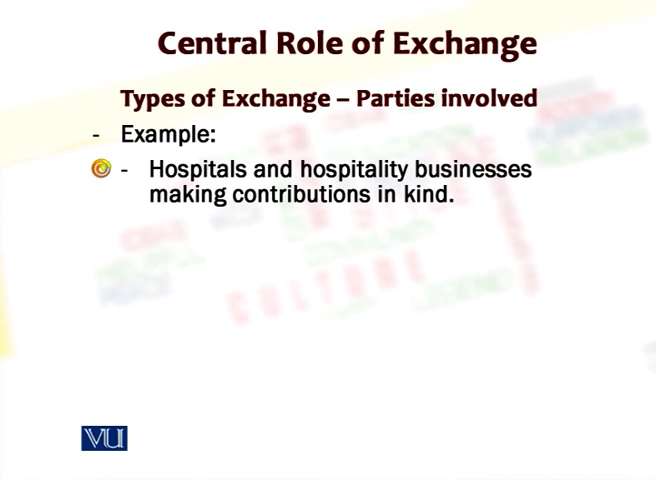 Central Role of Exchange
Types of Exchange – Parties involved
- Example:
- Hospitals and hospitality businesses
making contributions in kind.
CULTURE
VU